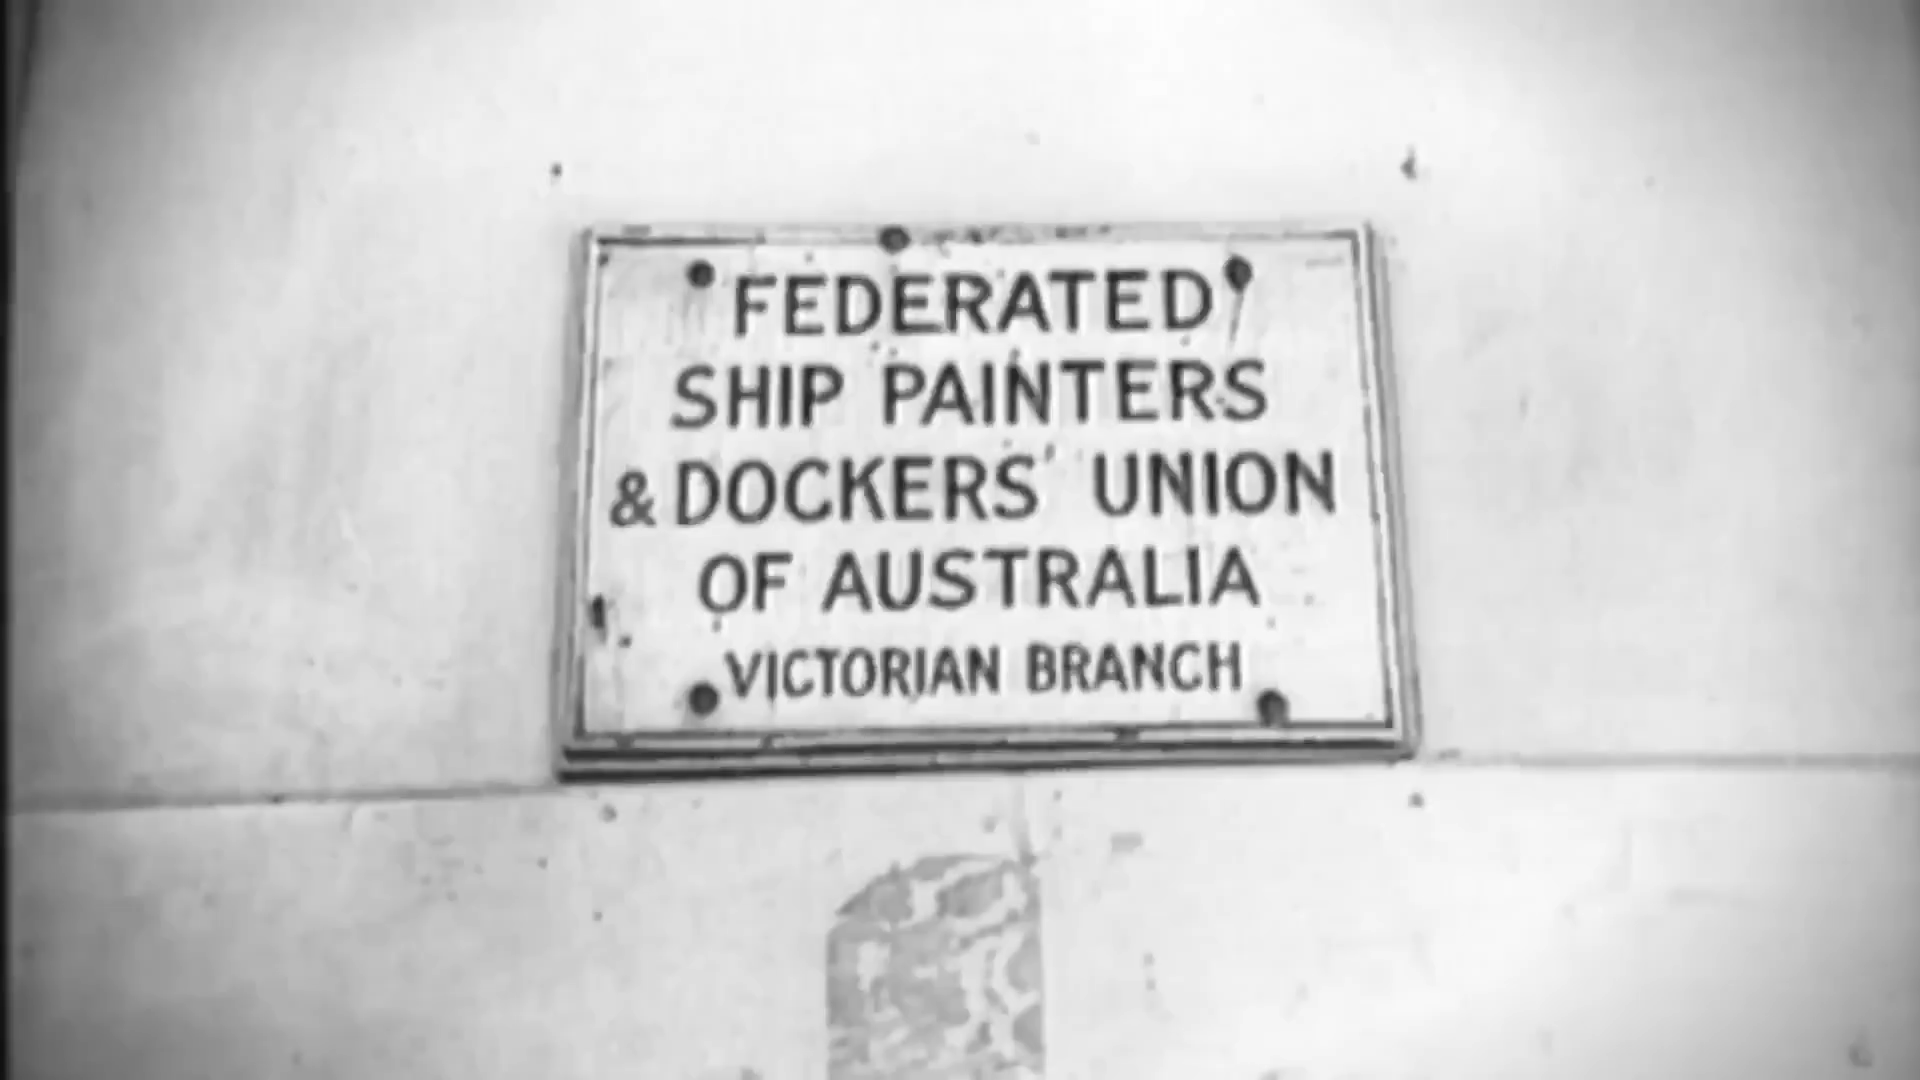 FEDERATED
SHIP PAINTERS
& DOCKERS' UNION
OF AUSTRALIA
VICTORIAN BRANCH